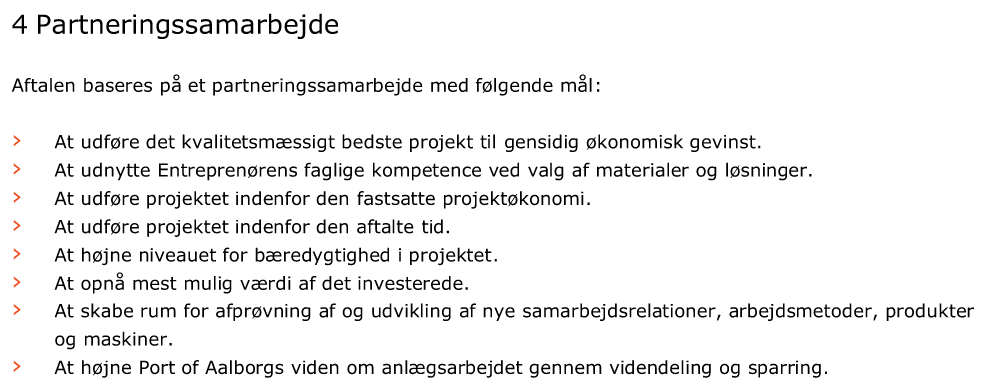 4 Partneringssamarbejde
Aftalen baseres på et partneringssamarbejde med følgende mål:
> At udføre det kvalitetsmæssigt bedste projekt til gensidig økonomisk gevinst.
> At udnytte Entreprenørens faglige kompetence ved valg af materialer og løsninger.
> At udføre projektet indenfor den fastsatte projektøkonomi.
> At udføre projektet indenfor den aftalte tid.
> At højne niveauet for bæredygtighed i projektet.
> At opnå mest mulig værdi af det investerede.
> At skabe rum for afprøvning af og udvikling af nye samarbejdsrelationer, arbejdsmetoder, produkter
og maskiner.
> At højne Port of Aalborgs viden om anlægsarbejdet gennem videndeling og sparring.